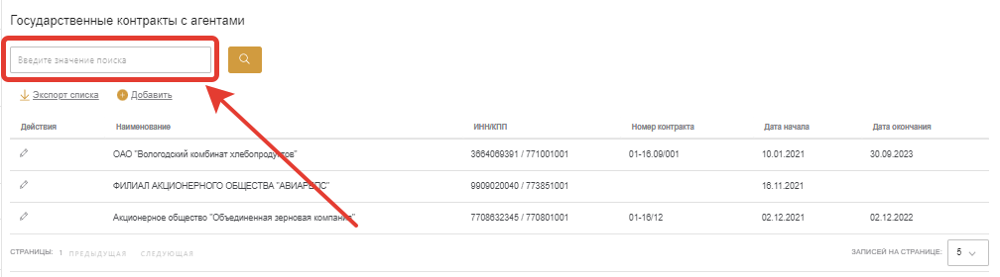 Государственные контракты с агентами
Введите значение поиска
Экспорт списка Добавить
Действия Наименование ИНН/КПП Номер контракта Дата начала Дата окончания
ОАО "Вологодский комбинат хлебопродуктов" 3664069391 / 771001001 01-16.09/001 10.01.2021 30.09.2023
ФИЛИАЛ АКЦИОНЕРНОГО ОБЩЕСТВА 9909020040 / 773851001 16.11.2021
Акционерное общество "Объединенная зерновая компания" 7708632345 / 770801001 01-16/12 02.12.2021 02.12.2022
СТРАНИЦЫ: 1 ПРЕДЫДУЩАЯ СЛЕДУЮЩАЯ ЗАПИСЕЙ НА СТРАНИЦЕ: 5